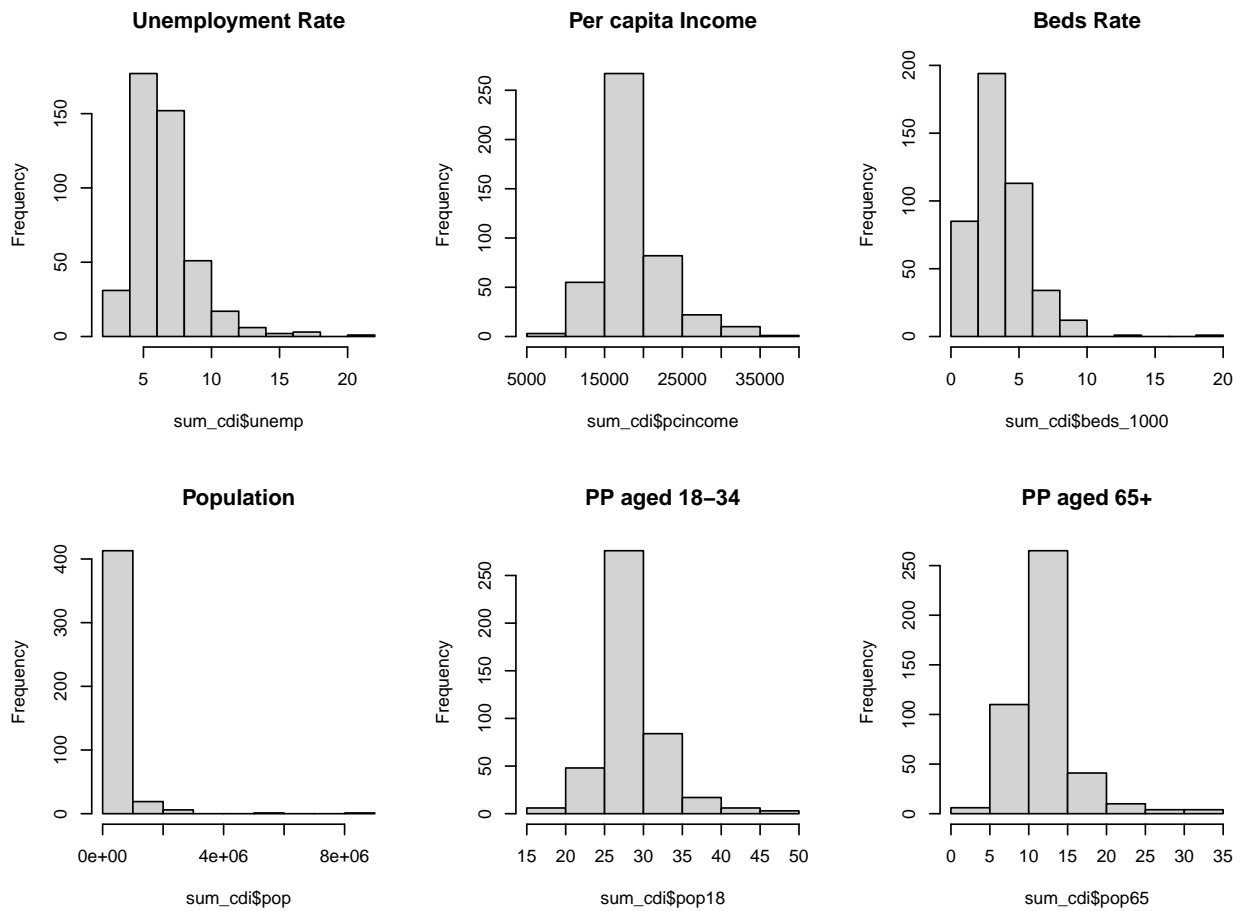 Unemployment Rate
Frequency
0 50 100 150
5 10 15 20
sum_cdi$unemp
Per capita Income
Frequency
0 50 100 150 200 250
5000 15000 25000 35000
sum_cdi$pcincome
Beds Rate
Frequency
0 50 100 150 200
0 5 10 15 20
sum_cdi$beds_1000
Population
Frequency
0 100 200 300 400
0e+00 4e+06 8e+06
sum_cdi$pop
PP aged 18−34
Frequency
0 50 100 150 200 250
15 20 25 30 35 40 45 50
sum_cdi$pop18
PP aged 65+
Frequency
0 50 100 150 200 250
0 5 10 15 20 25 30 35
sum_cdi$pop65